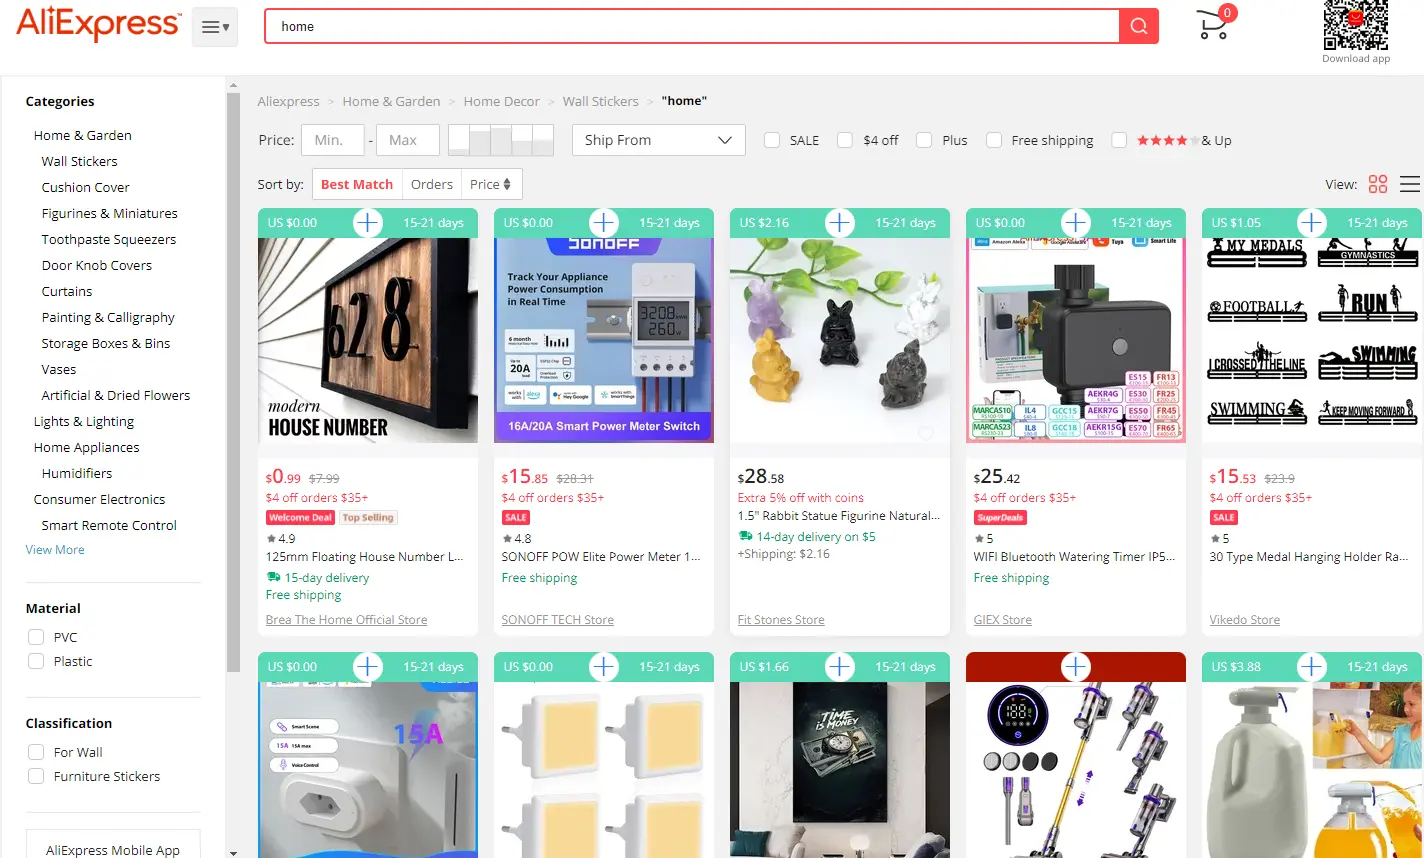 AliExpress
home
0
Download app
Categories
Home & Garden
Wall Stickers
Cushion Cover
Figurines & Miniatures
Toothpaste Squeezers
Door Knob Covers
Curtains
Painting & Calligraphy
Storage Boxes & Bins
Vases
Artificial & Dried Flowers
Lights & Lighting
Home Appliances
Humidifiers
Consumer Electronics
Smart Remote Control
View More
Material
PVC
Plastic
Classification
For Wall
Furniture Stickers
AliExpress Mobile App
Aliexpress > Home & Garden > Home Decor > Wall Stickers > "home"
Price: Min. - Max Ship From SALE $4 off Plus Free shipping & Up
Sort by: Best Match Orders Price View:
US $0.00 15-21 days
628
modern
HOUSE NUMBER
$0.99 $7.99
$4 off orders $35+
Welcome Deal Top Selling
4.9
125mm Floating House Number L...
15-day delivery
Free shipping
Brea The Home Official Store
US $0.00 15-21 days
SONOFF
Track Your Appliance
Power Consumption
in Real Time
6 month
Up to
20A
16A/20A Smart Power Meter Switch
$15.85 $28.31
$4 off orders $35+
SALE
4.8
SONOFF POW Elite Power Meter 1...
Free shipping
SONOFF TECH Store
US $2.16 15-21 days
$28.58
Extra 5% off with coins
1.5" Rabbit Statue Figurine Natural...
14-day delivery on $5
+Shipping: $2.16
Fit Stones Store
US $0.00 15-21 days
Amazon Alexa Tuya Smart Life
ES15 FR13
AEKR4G ES30 FR25
MARCAS10 IL4 GCC15 AEKR7G ES50 FR45
MARCAS23 IL8 GCC18 AEKR15G ES70 FR65
$25.42
$4 off orders $35+
SuperDeals
5
WIFI Bluetooth Watering Timer IP5...
Free shipping
GIEX Store
US $1.05 15-21 days
MY MEDALS GYMNASTICS
FOOTBALL RUN
I CROSSED THE LINE SWIMMING
SWIMMING KEEP MOVING FORWARD
$15.53 $23.9
$4 off orders $35+
SALE
5
30 Type Medal Hanging Holder Ra...
Vikedo Store
US $0.00 15-21 days
Smart Scene
15A 15A max
Voice Control
15A
US $0.00 15-21 days
US $1.66 15-21 days
TIME
IS MONEY
US $3.88 15-21 days